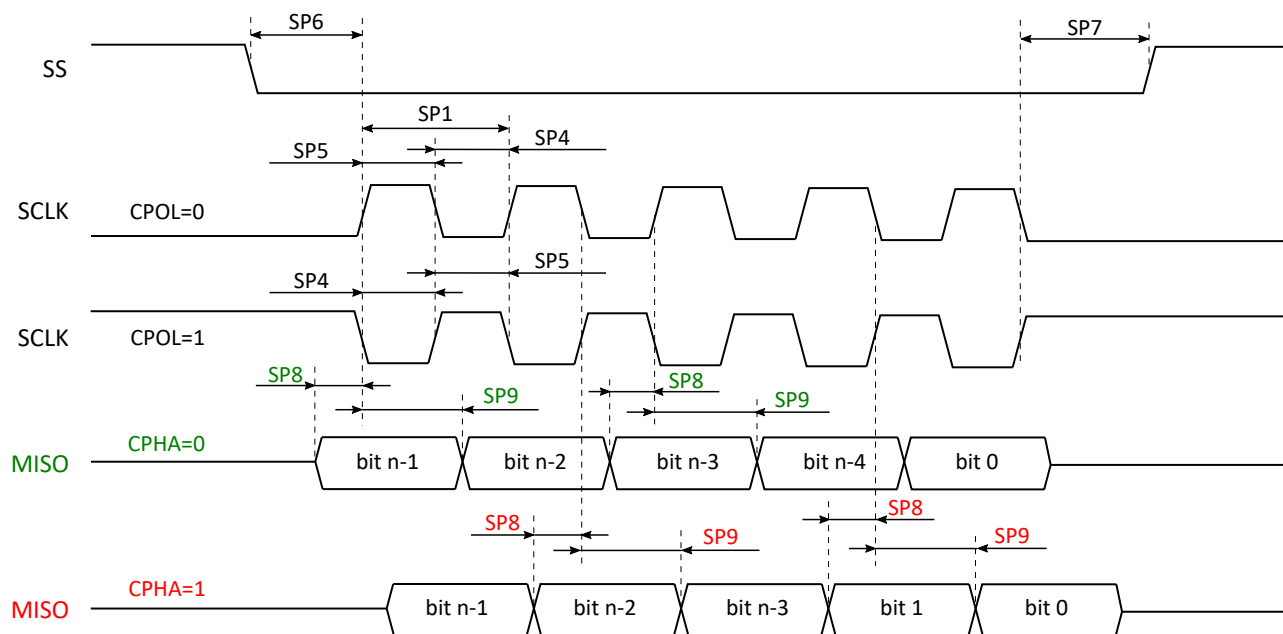 SP6
SP7
SS
SP1
SP5
SP4
SCLK CPOL=0
SP4
SP5
SCLK CPOL=1
SP8
SP9
SP8
SP9
MISO CPHA=0
bit n-1 bit n-2 bit n-3 bit n-4 bit 0
SP8
SP9
SP8
SP9
MISO CPHA=1
bit n-1 bit n-2 bit n-3 bit 1 bit 0